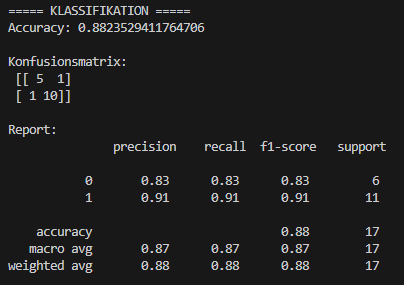 ===== KLASSIFIKATION =====
Accuracy: 0.8823529411764706
Konfusionsmatrix:
[[ 5  1]
[ 1 10]]
Report:
precision    recall  f1-score   support
0       0.83      0.83      0.83         6
1       0.91      0.91      0.91        11
accuracy                           0.88        17
macro avg       0.87      0.87      0.87        17
weighted avg       0.88      0.88      0.88        17